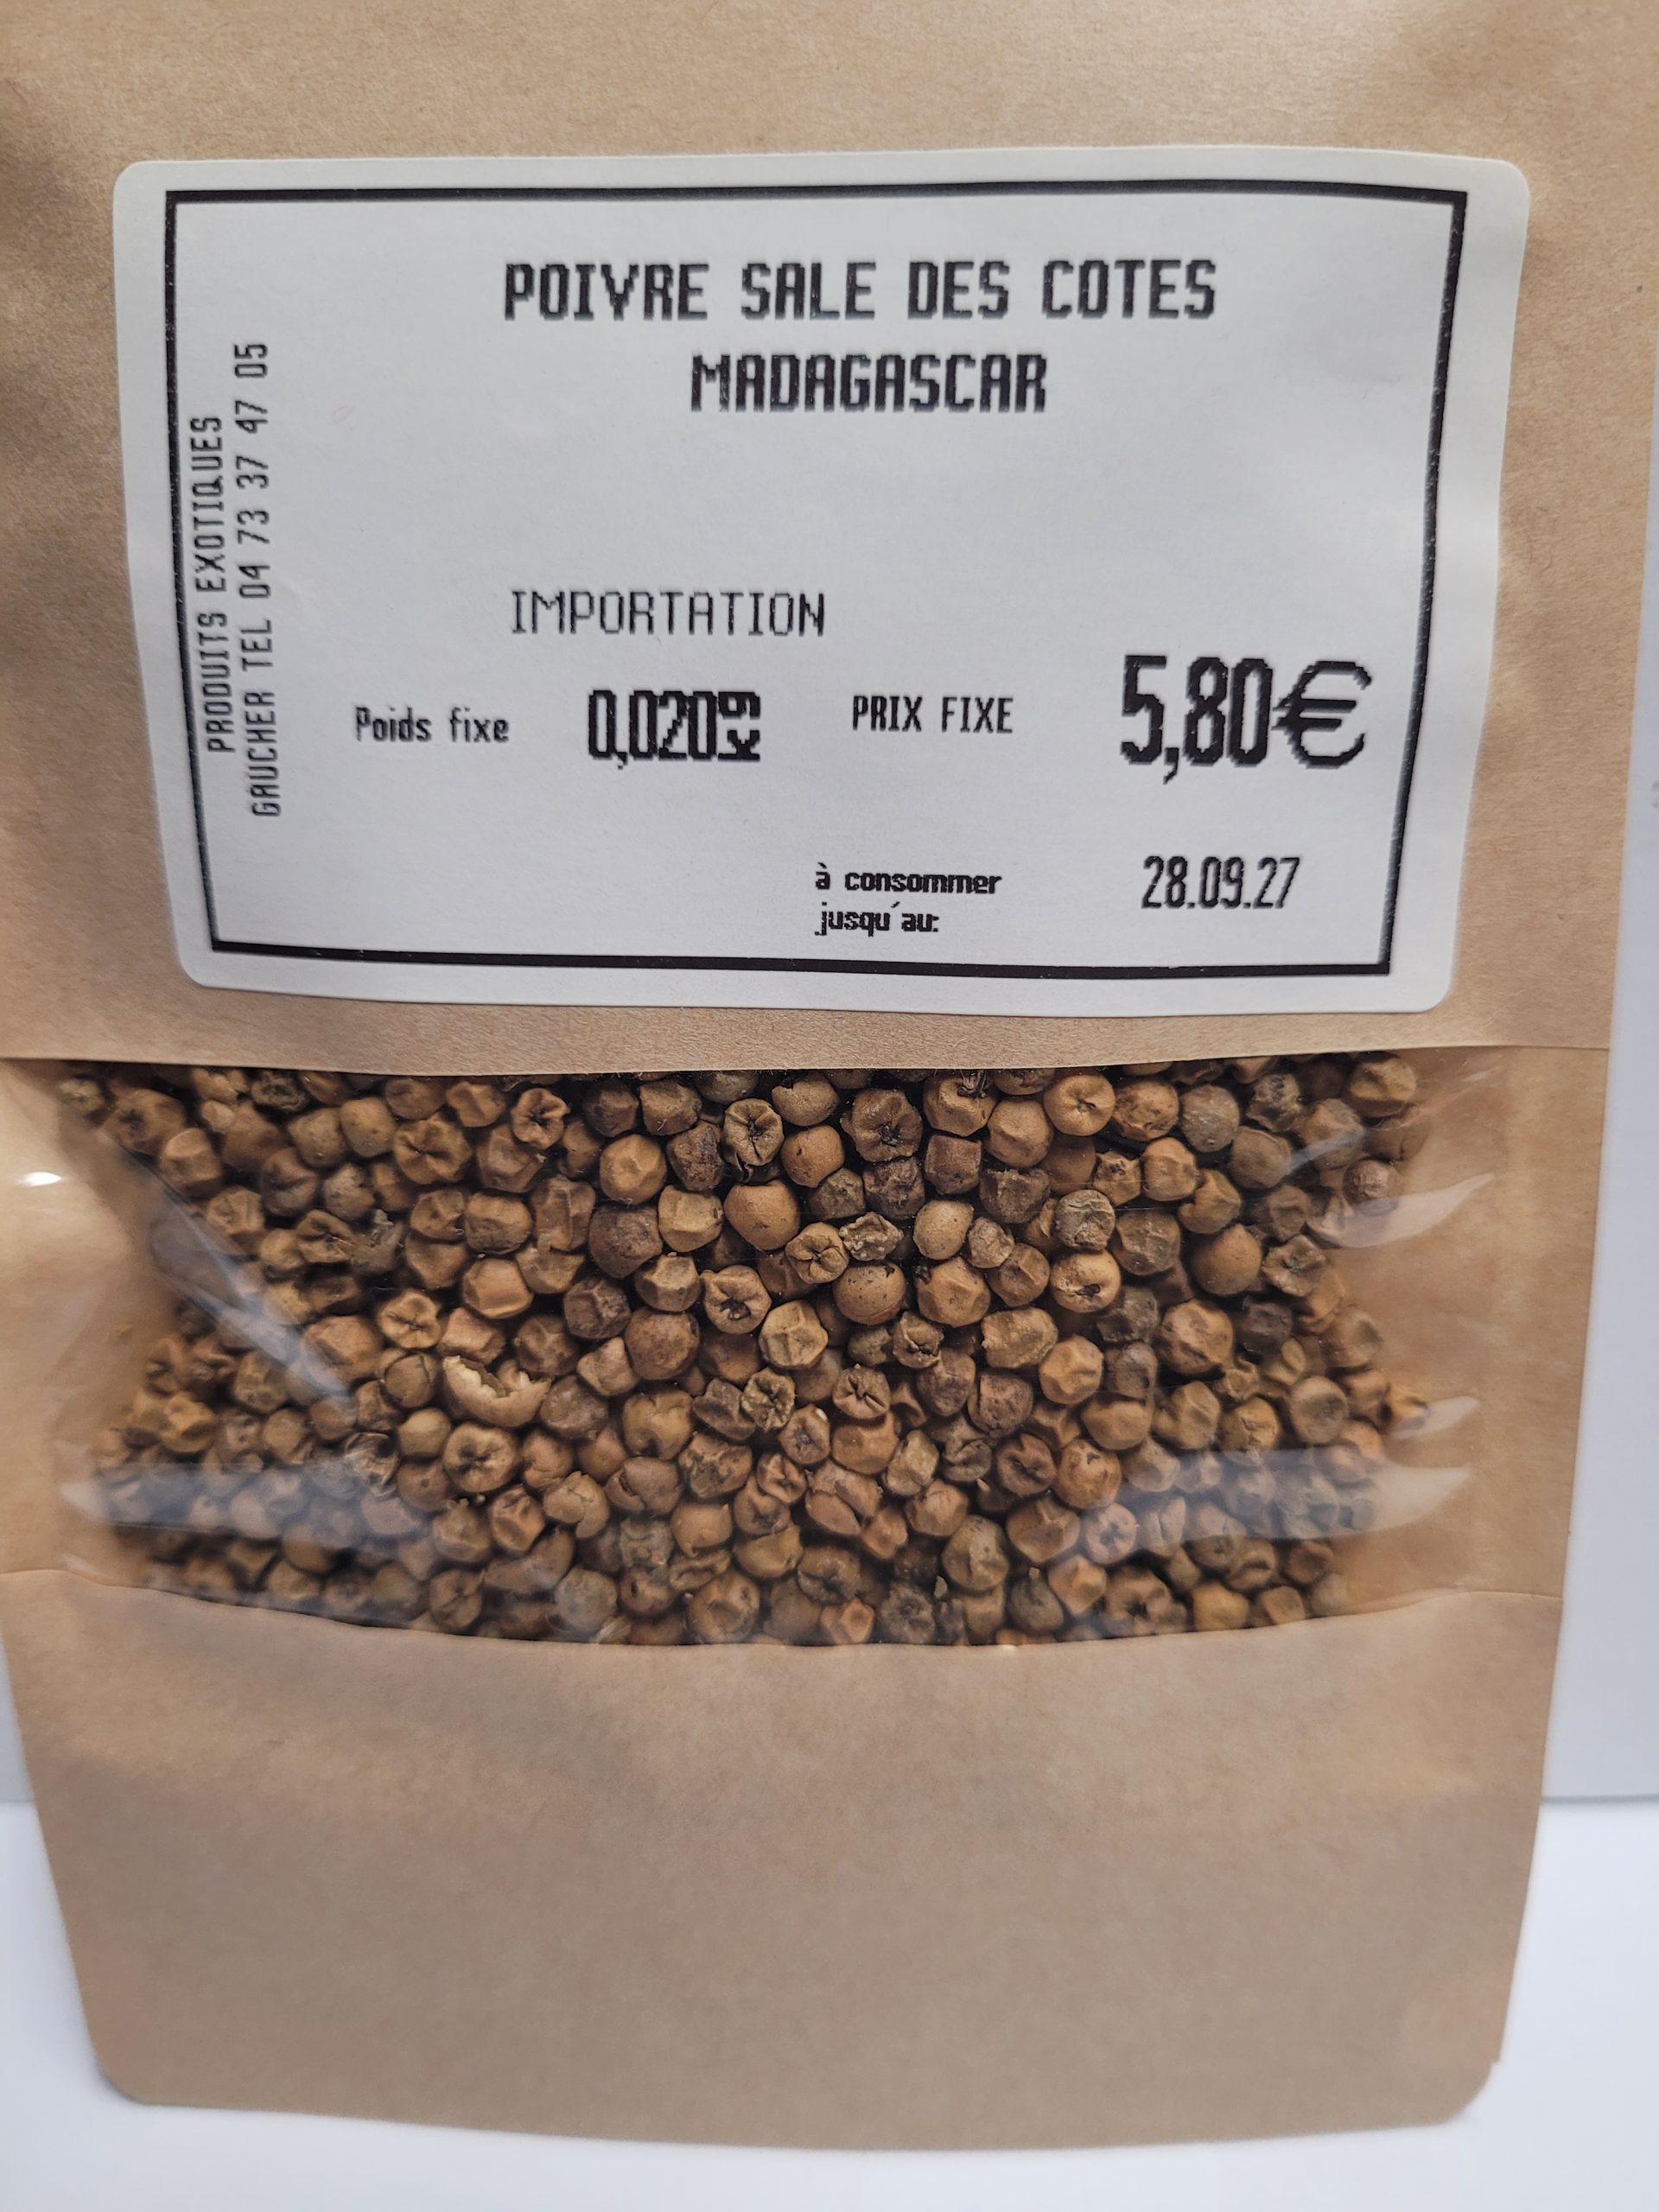 POIVRE SALE DES COTES
MADAGASCAR
PRODUITS EXOTIQUES
GAUCHER TEL 04 73 37 47 05
IMPORTATION
Poids fixe 0,020kg PRIX FIXE 5,80€
à consommer 28.09.27
jusqu'au: